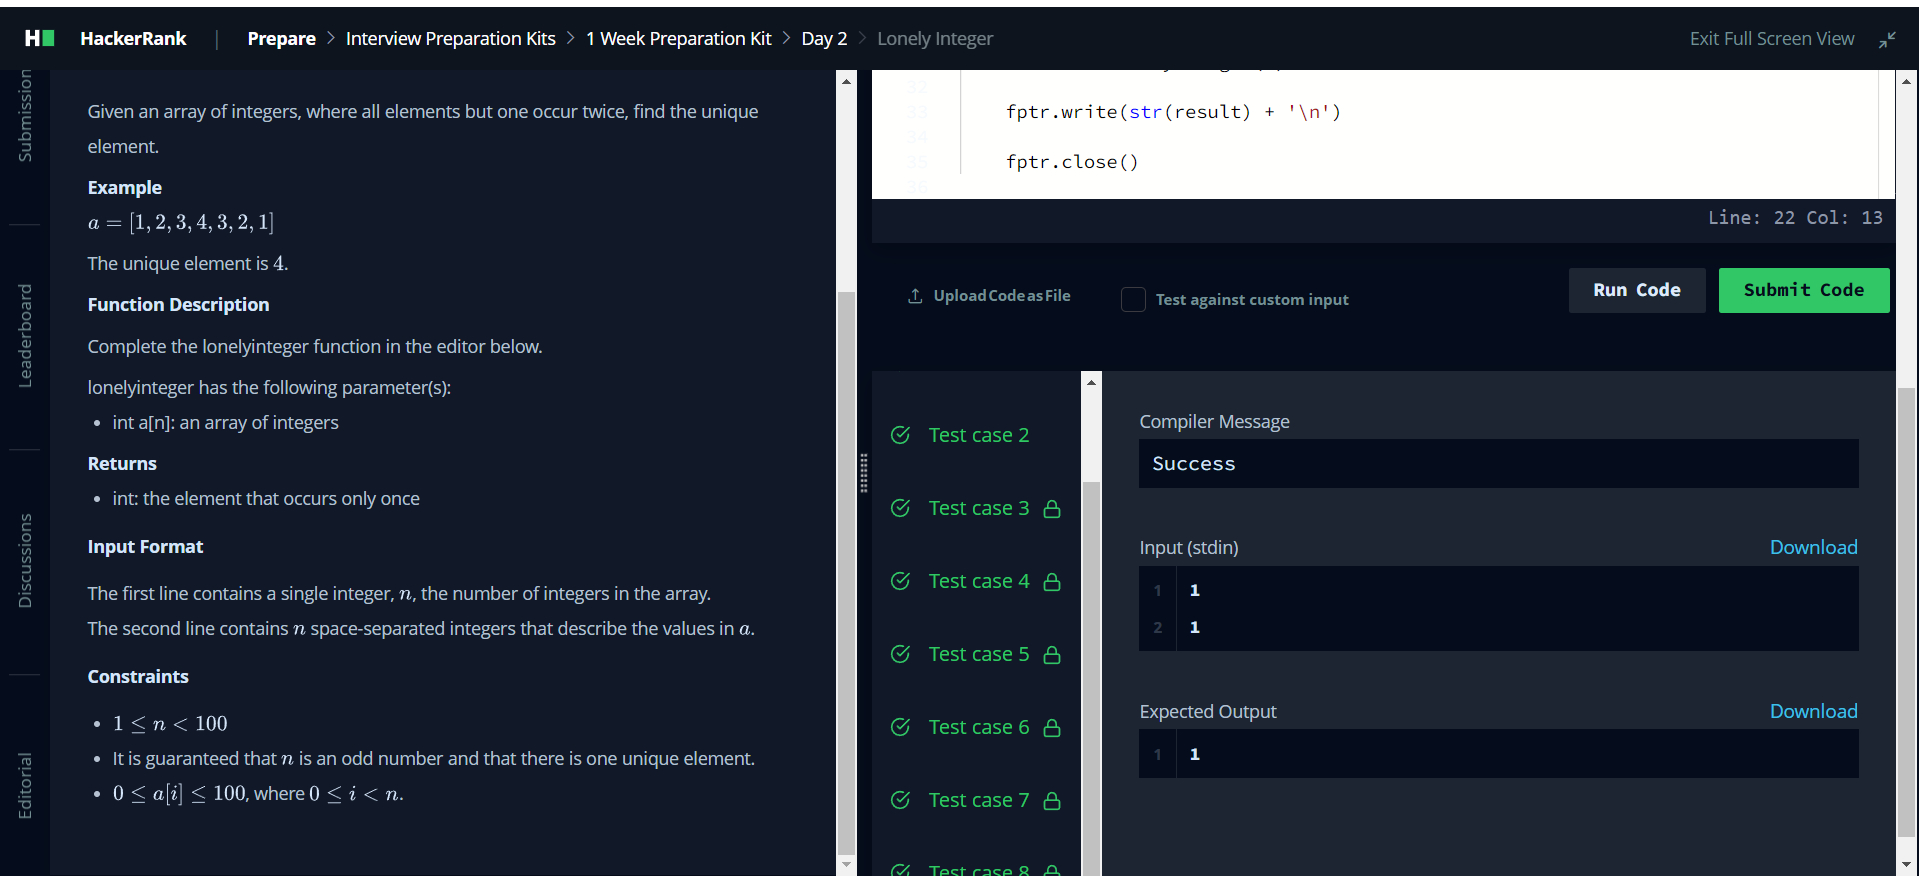 HackerRank | Prepare > Interview Preparation Kits > 1 Week Preparation Kit > Day 2 > Lonely Integer
Exit Full Screen View
Submission
Leaderboard
Discussions
Editorial
Given an array of integers, where all elements but one occur twice, find the unique
element.
Example
a = [1, 2, 3, 4, 3, 2, 1]
The unique element is 4.
Function Description
Complete the lonelyinteger function in the editor below.
lonelyinteger has the following parameter(s):
• int a[n]: an array of integers
Returns
• int: the element that occurs only once
Input Format
The first line contains a single integer, n, the number of integers in the array.
The second line contains n space-separated integers that describe the values in a.
Constraints
• 1 ≤ n < 100
• It is guaranteed that n is an odd number and that there is one unique element.
• 0 ≤ a[i] ≤ 100, where 0 ≤ i < n.
32
33 fptr.write(str(result) + '\n')
34
35 fptr.close()
36
Line: 22 Col: 13
Upload Code as File
Test against custom input
Run Code
Submit Code
Test case 2
Test case 3
Test case 4
Test case 5
Test case 6
Test case 7
Test case 8
Compiler Message
Success
Input (stdin)
Download
1 1
2 1
Expected Output
Download
1 1